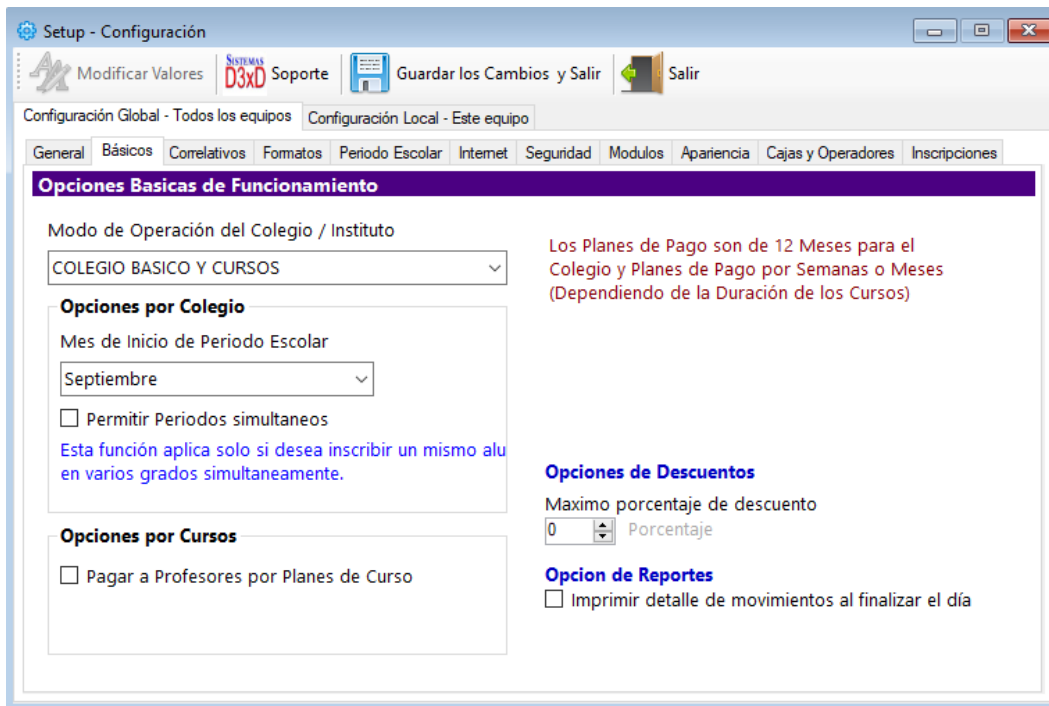 Setup - Configuración
Modificar Valores
SISTEMAS
D3xD
Soporte
Guardar los Cambios y Salir
Salir
Configuración Global - Todos los equipos
Configuración Local - Este equipo
General
Básicos
Correlativos
Formatos
Periodo Escolar
Internet
Seguridad
Modulos
Apariencia
Cajas y Operadores
Inscripciones
Opciones Basicas de Funcionamiento
Modo de Operación del Colegio / Instituto
COLEGIO BASICO Y CURSOS
Los Planes de Pago son de 12 Meses para el
Colegio y Planes de Pago por Semanas o Meses
(Dependiendo de la Duración de los Cursos)
Opciones por Colegio
Mes de Inicio de Periodo Escolar
Septiembre
Permitir Periodos simultaneos
Esta función aplica solo si desea inscribir un mismo alu
en varios grados simultaneamente.
Opciones por Cursos
Pagar a Profesores por Planes de Curso
Opciones de Descuentos
Maximo porcentaje de descuento
0
Porcentaje
Opcion de Reportes
Imprimir detalle de movimientos al finalizar el día